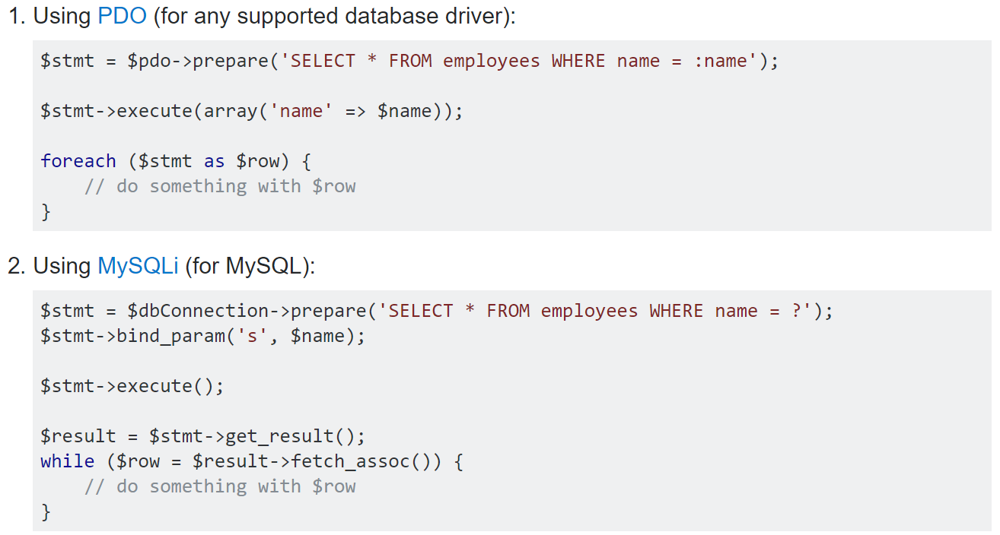 1. Using PDO (for any supported database driver):
$stmt = $pdo->prepare('SELECT * FROM employees WHERE name = :name');
$stmt->execute(array('name' => $name));
foreach ($stmt as $row) {
    // do something with $row
}
2. Using MySQLi (for MySQL):
$stmt = $dbConnection->prepare('SELECT * FROM employees WHERE name = ?');
$stmt->bind_param('s', $name);
$stmt->execute();
$result = $stmt->get_result();
while ($row = $result->fetch_assoc()) {
    // do something with $row
}